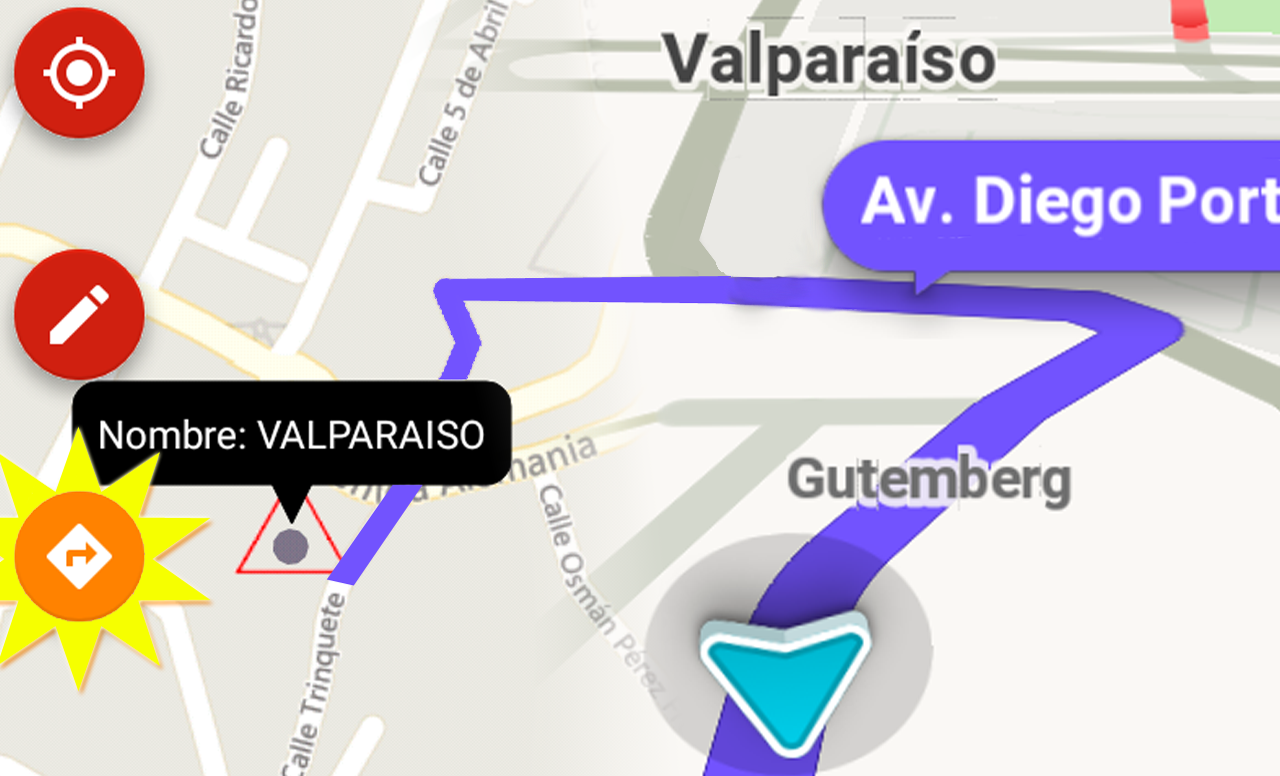 Calle Ricardo
Calle 5 de Abril
Valparaíso
Av. Diego Port
Nombre: VALPARAISO
Gutemberg
Calle Osmán Pérez
Calle Trinquete